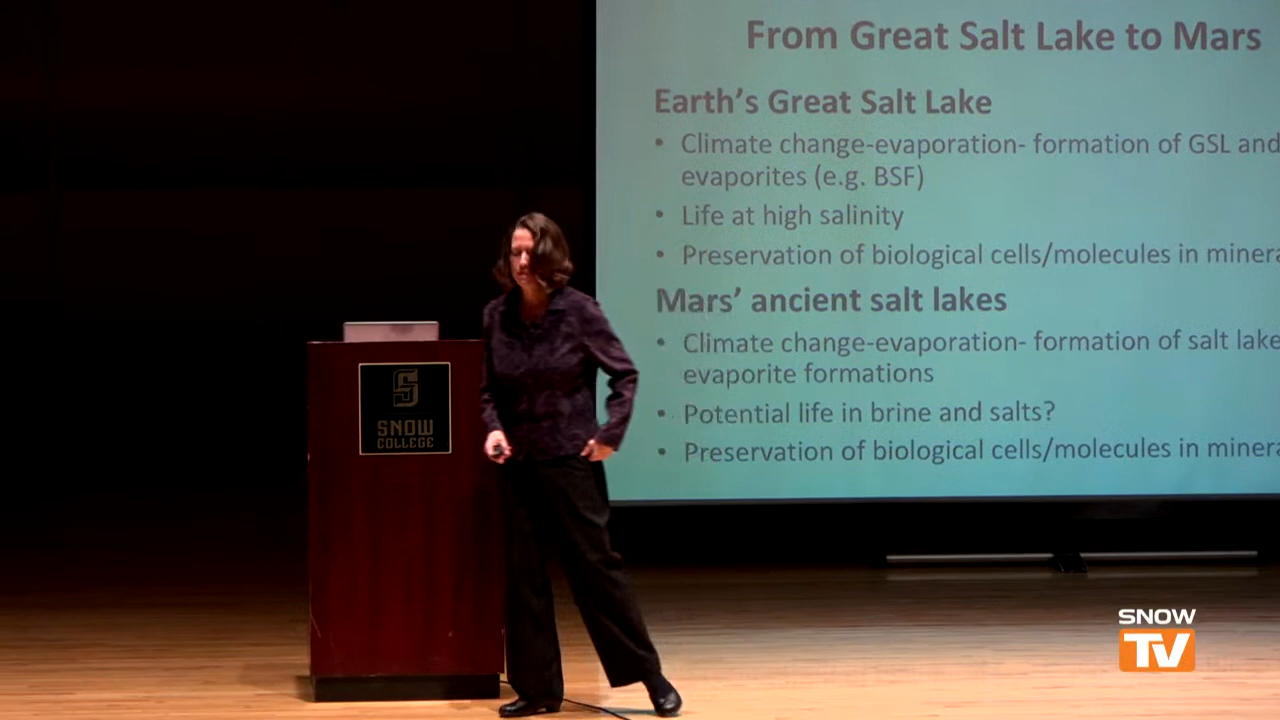 From Great Salt Lake to Mars
Earth's Great Salt Lake
• Climate change-evaporation- formation of GSL and
evaporites (e.g. BSF)
• Life at high salinity
• Preservation of biological cells/molecules in minera
Mars' ancient salt lakes
• Climate change-evaporation- formation of salt lake
evaporite formations
• Potential life in brine and salts?
• Preservation of biological cells/molecules in minera
S
SNOW
COLLEGE
SNOW
TV